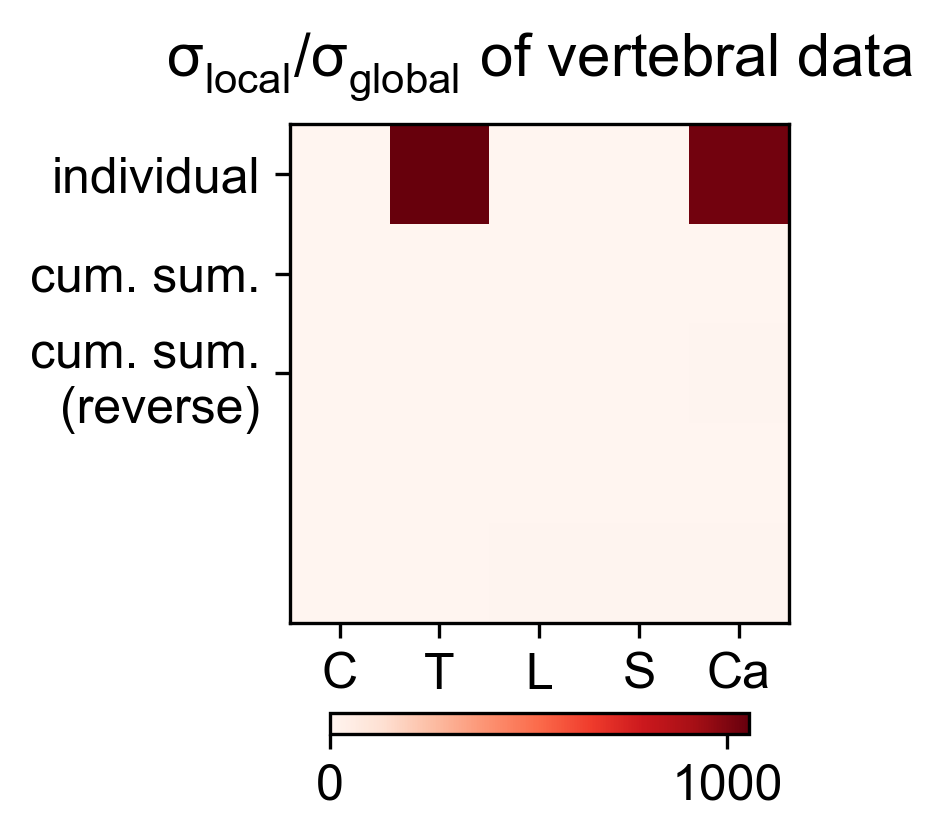 σlocal/σglobal of vertebral data
individual
cum. sum.
cum. sum.
(reverse)
C T L S Ca
0 1000